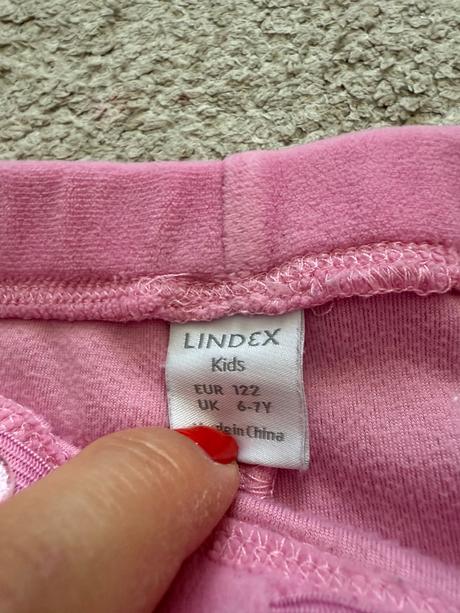 LINDEX
Kids
EUR 122
UK 6-7Y
in China